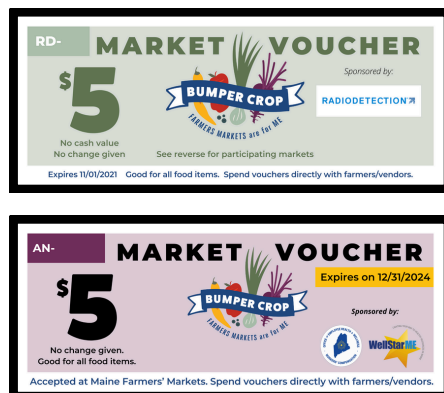 RD-
MARKET VOUCHER
$5
Sponsored by:
BUMPER CROP
FARMERS MARKETS are for ME
RADIODETECTION
No cash value
No change given
See reverse for participating markets
Expires 11/01/2021 Good for all food items. Spend vouchers directly with farmers/vendors.
AN-
MARKET VOUCHER
Expires on 12/31/2024
$5
BUMPER CROP
FARMERS MARKETS are for ME
Sponsored by:
WellStarME
No change given.
Good for all food items.
Accepted at Maine Farmers' Markets. Spend vouchers directly with farmers/vendors.